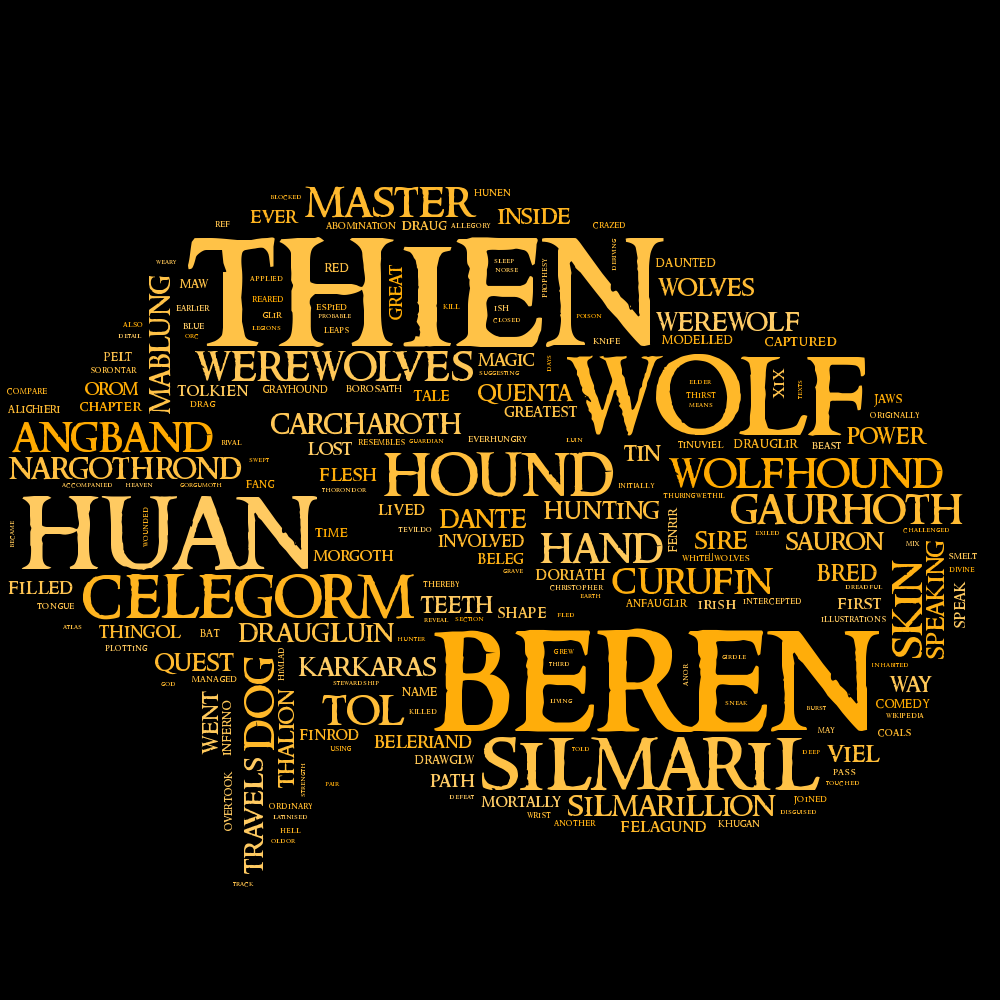 BLOCKED
MASTER
HUNEN
EVER
INSIDE
REF
ABOMINATION
DRAUG
ALLEGORY
CRAZED
THIEN
WEARY
MAW
APPLIED
RED
GREAT
SLEEP
NORSE
PROPHESY
DERIVING
DAUNTED
WOLVES
MABLUNG
EARLIER
REARED
ESPIED
KILL
ISH
POISON
BLUE
GLIR
PROBABLE
CLOSED
WEREWOLF
ALSO
DETAIL
ORC
LEGIONS
LEAPS
KNIFE
MODELLED
CAPTURED
PELT
SORONTAR
WEREWOLVES
MAGIC
SUGGESTING
DAYS
WOLF
ELDER
THIRST
MEANS
XIX
TEXTS
COMPARE
OROM
TOLKIEN
GRAYHOUND
BOROSAITH
TALE
QUENTA
JAWS
ALIGHIERI
CHAPTER
DRAG
GREATEST
ORIGINALLY
ANGBAND
RIVAL
CARCHAROTH
LOST
RESEMBLES
GUARDIAN
EVERHUNGRY
LUIN
TIN
TINUVIEL
DRAUGLIR
BEAST
POWER
NARGOTHROND
SWEPT
FLESH
HOUND
WOLFHOUND
ACCOMPANIED
HEAVEN
GORGUMOTH
FANG
THORONDOR
INITIALLY
THURINGWETHIL
HUAN
WOUNDED
BECAME
LIVED
DANTE
HUNTING
FENRIR
GAURHOTH
TIME
TEVILDO
INVOLVED
HAND
SIRE
EXILED
SAURON
CHALLENGED
MIX
MORGOTH
BELEG
GRAVE
WHITE|WOLVES
SMELT
FILLED
CELEGORM
THEREBY
DORIATH
CHRISTOPHER
EARTH
CURUFIN
BRED
DREADFUL
SKIN
SPEAKING
DIVINE
SPEAK
TONGUE
TEETH
SHAPE
FLED
ANFAUGLIR
IRISH
INTERCEPTED
FIRST
ATLAS
THINGOL
BAT
DRAUGLUIN
HUNTER
REVEAL
SECTION
ILLUSTRATIONS
PLOTTING
BEREN
GREW
THIRD
GIRDLE
QUEST
MANAGED
DOG
HIMLAD
KARKARAS
STEWARDSHIP
ANOR
INHABITED
GOD
WENT
INFERNO
THALION
TOL
NAME
KILLED
LIVING
SNEAK
BURST
WAY
COMEDY
WIKIPEDIA
FINROD
USING
BELERIAND
DRAWGLW
SILMARIL
TOLD
MAY
DEEP
COALS
VIEL
OVERTOOK
TRAVELS
STRENGTH
PAIR
PATH
DEFEAT
PASS
TOUCHED
ORDINARY
LATINISED
MORTALLY
WRIST
SILMARILLION
JOINED
DISGUISED
HELL
OLDOR
ANOTHER
FELAGUND
KHUGAN
TRACK